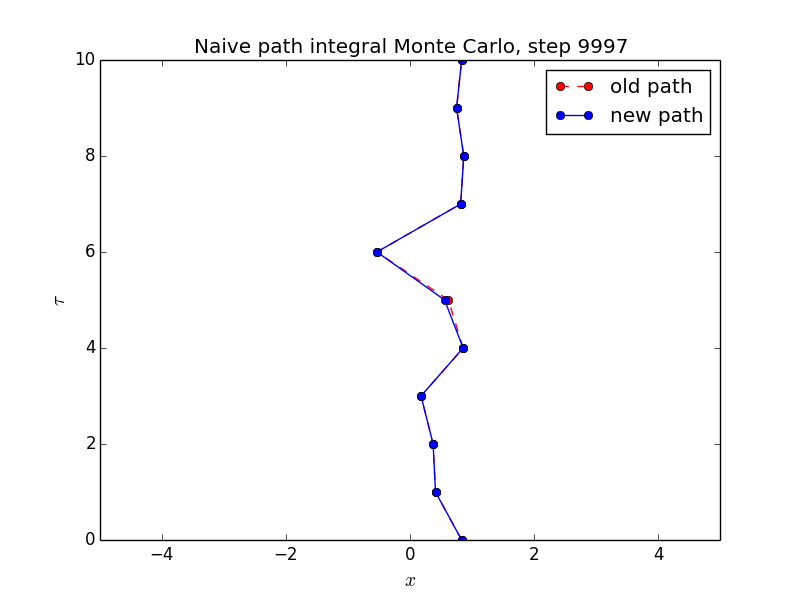 Naive path integral Monte Carlo, step 9997
old path
new path
10
8
6
4
2
0
τ
−4 −2 0 2 4
x